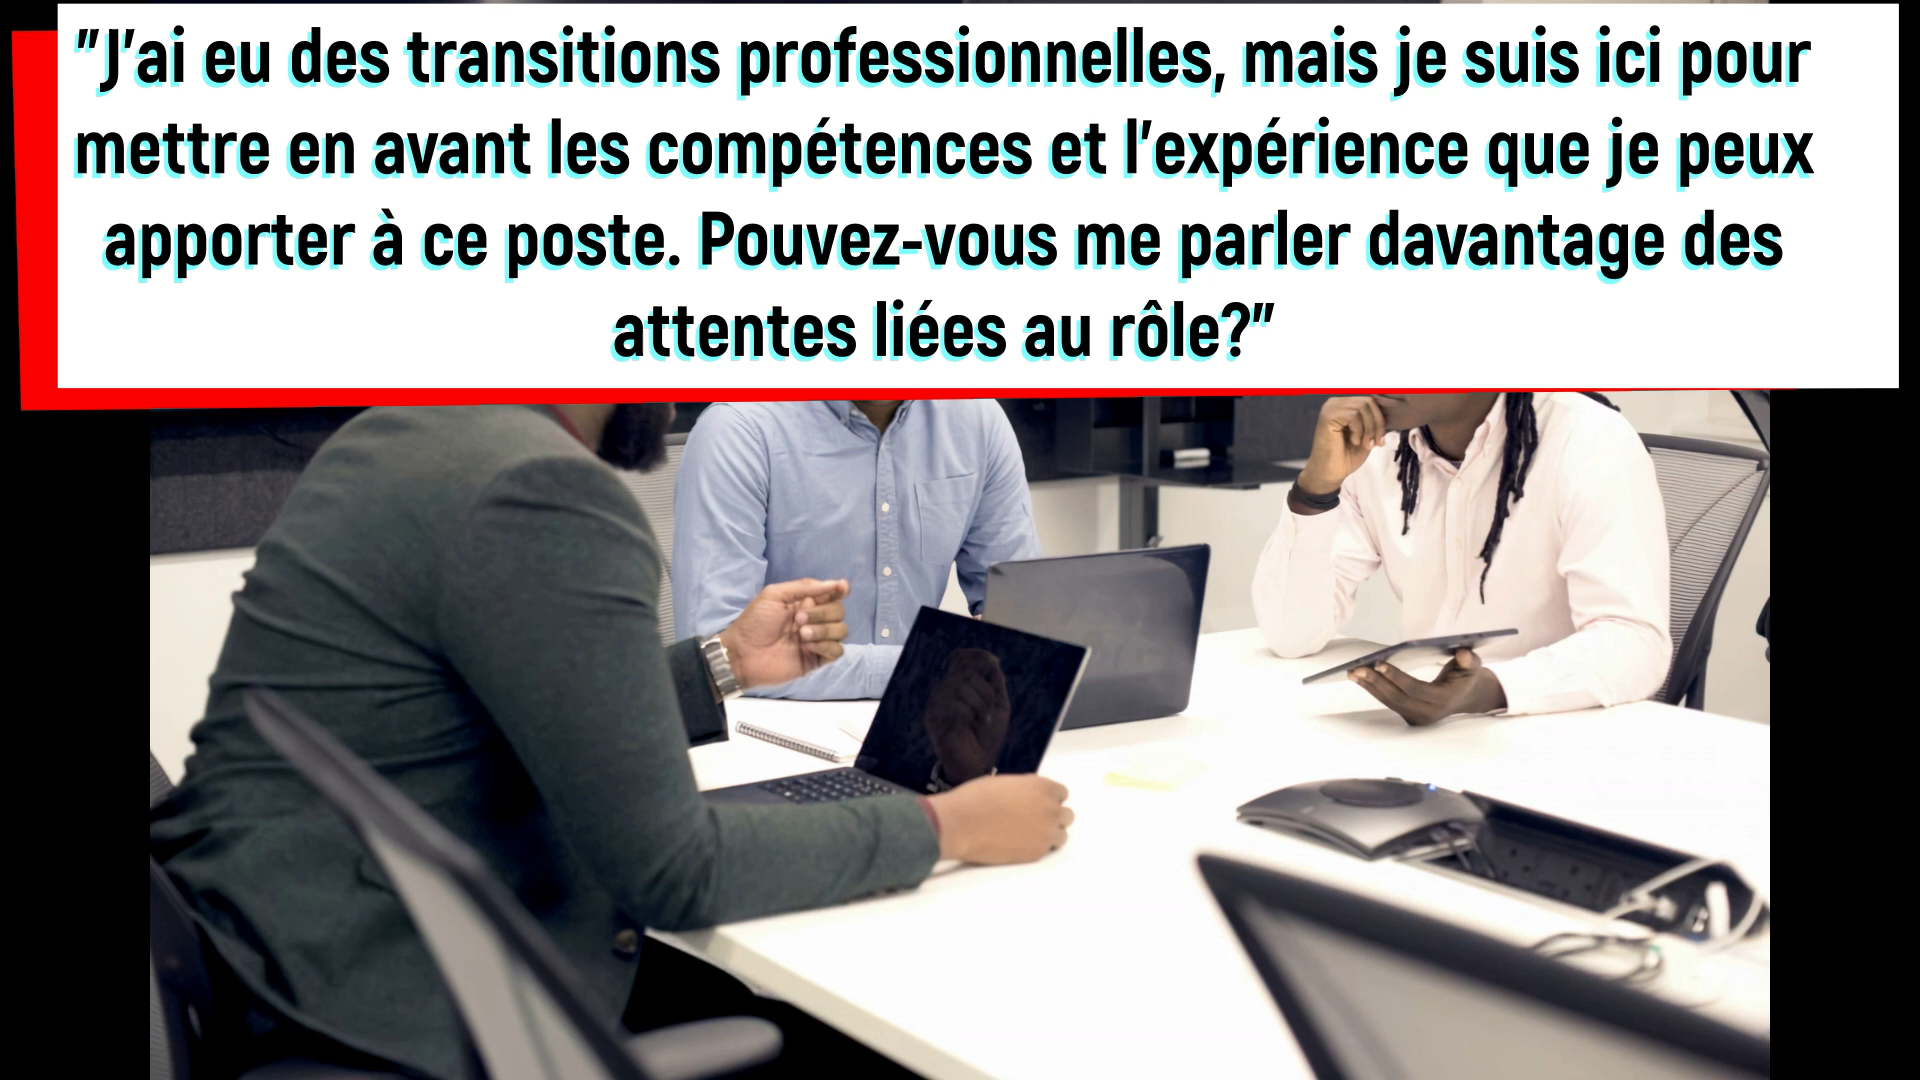 "J'ai eu des transitions professionnelles, mais je suis ici pour
mettre en avant les compétences et l'expérience que je peux
apporter à ce poste. Pouvez-vous me parler davantage des
attentes liées au rôle?"